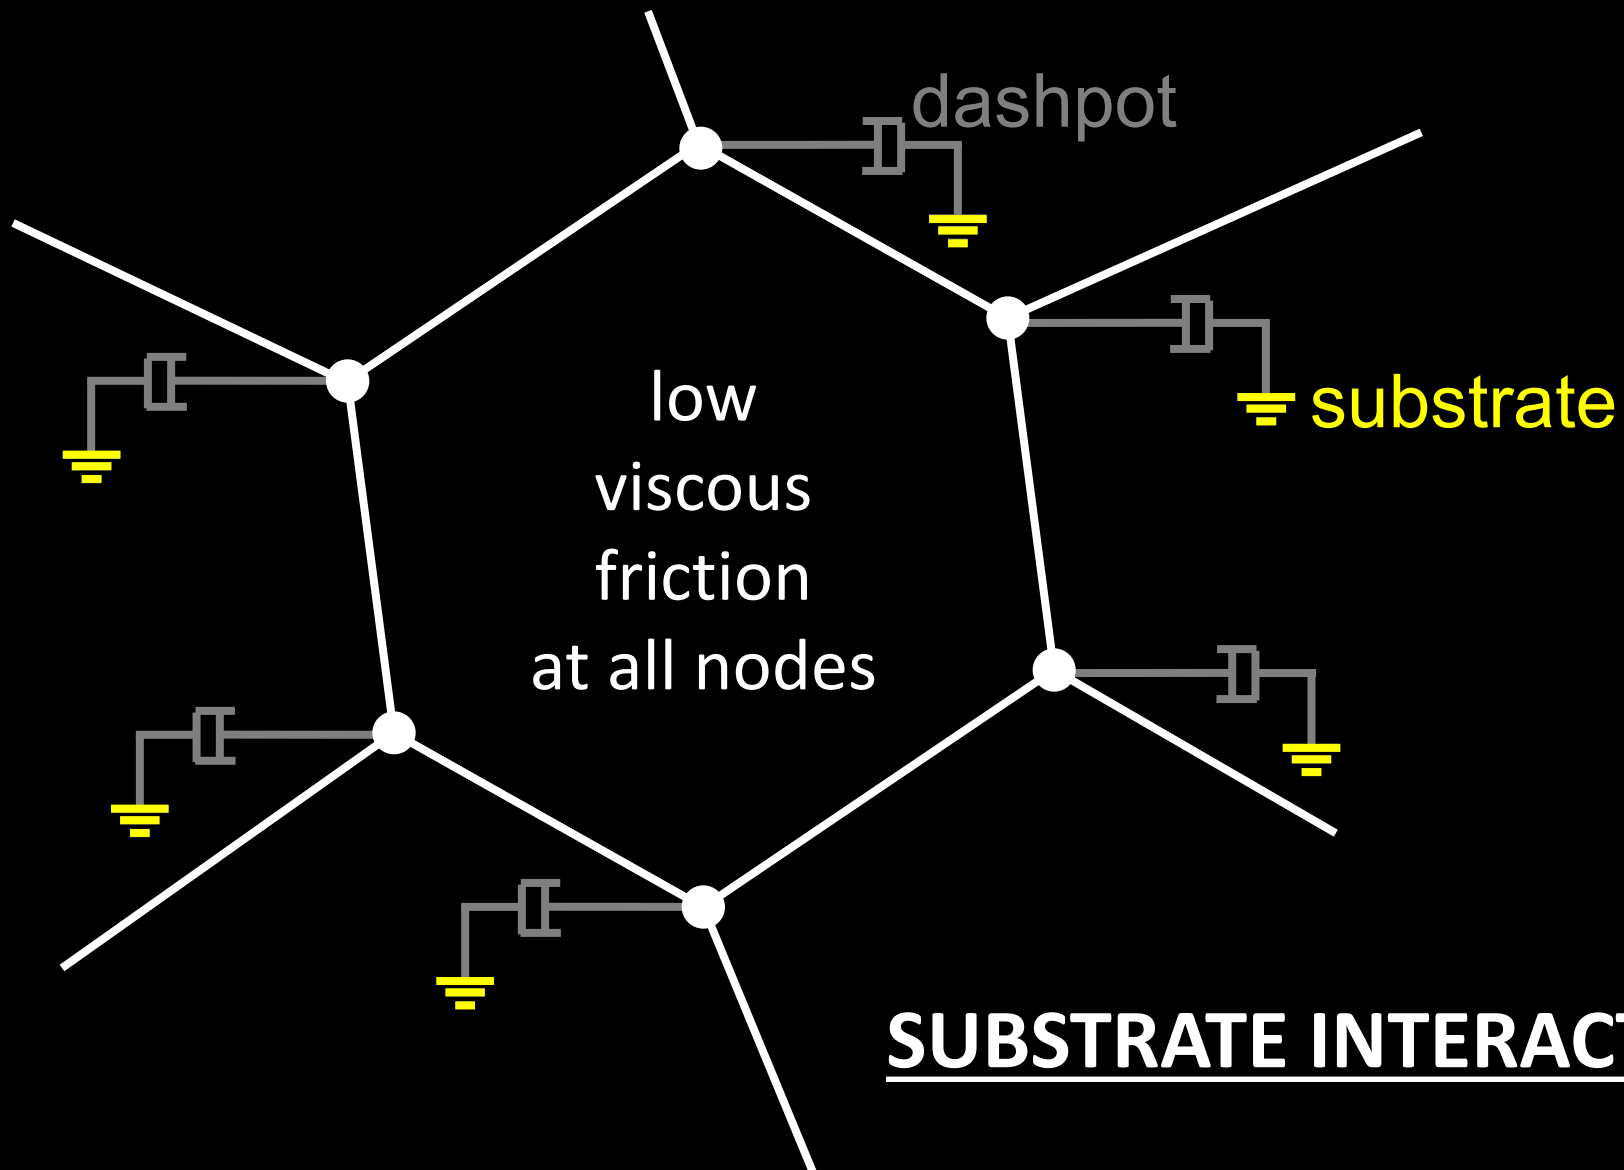 dashpot
substrate
low
viscous
friction
at all nodes
SUBSTRATE INTERAC